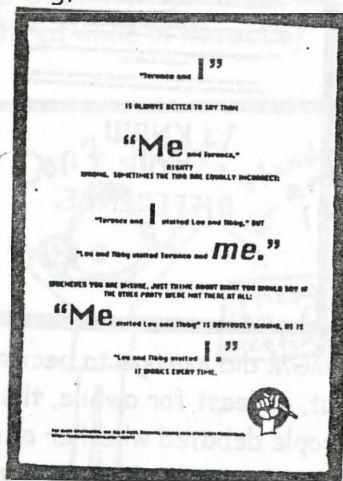 "Terence and I"
IS ALWAYS BETTER TO SAY THAN
"Me and Terence,"
RIGHT?
WRONG. SOMETIMES THE TWO ARE EQUALLY INCORRECT:
"Terence and I visited Lou and Tibby," BUT
"Lou and Tibby visited Terence and me."
WHENEVER YOU ARE UNSURE, JUST THINK ABOUT WHAT YOU WOULD SAY IF
THE OTHER PARTY WERE NOT THERE AT ALL:
"Me visited Lou and Tibby" IS OBVIOUSLY WRONG, AS IS
"Lou and Tibby visited I."
IT WORKS EVERY TIME.